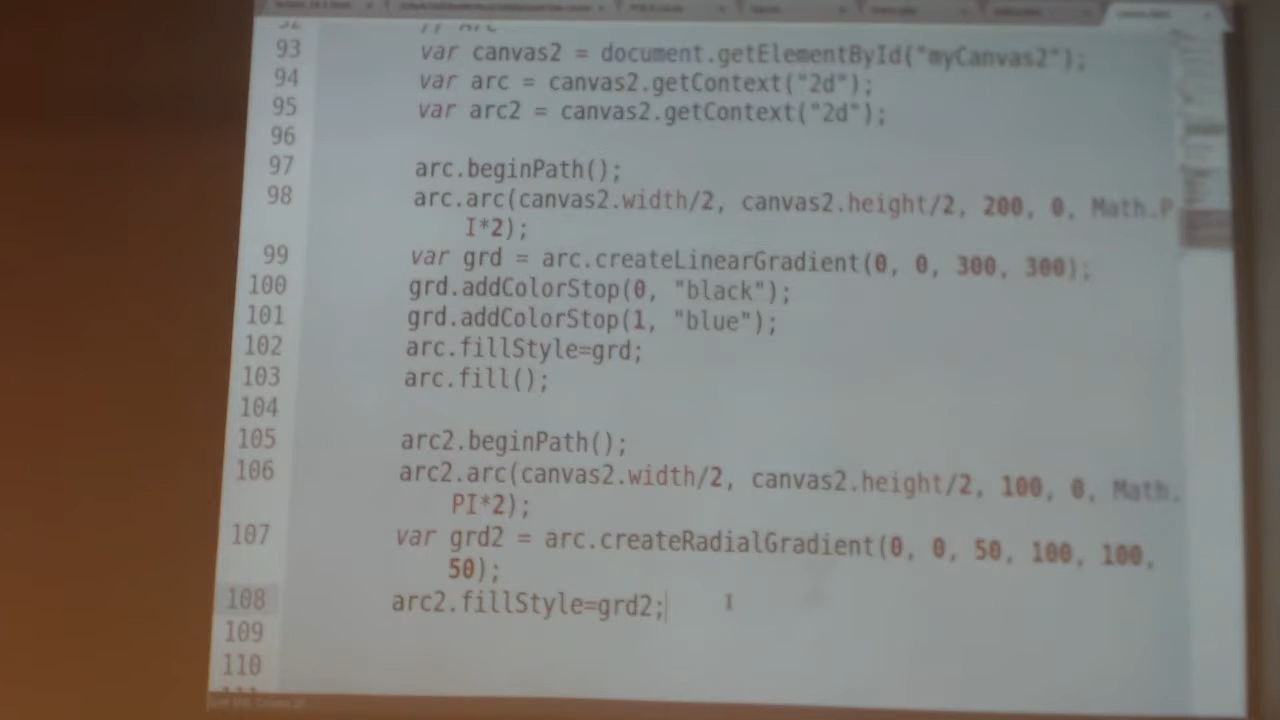 93 var canvas2 = document.getElementById("myCanvas2");
94 var arc = canvas2.getContext("2d");
95 var arc2 = canvas2.getContext("2d");
96
97 arc.beginPath();
98 arc.arc(canvas2.width/2, canvas2.height/2, 200, 0, Math.P
I*2);
99 var grd = arc.createLinearGradient(0, 0, 300, 300);
100 grd.addColorStop(0, "black");
101 grd.addColorStop(1, "blue");
102 arc.fillStyle=grd;
103 arc.fill();
104
105 arc2.beginPath();
106 arc2.arc(canvas2.width/2, canvas2.height/2, 100, 0, Math.
PI*2);
107 var grd2 = arc.createRadialGradient(0, 0, 50, 100, 100,
50);
108 arc2.fillStyle=grd2;
109
110